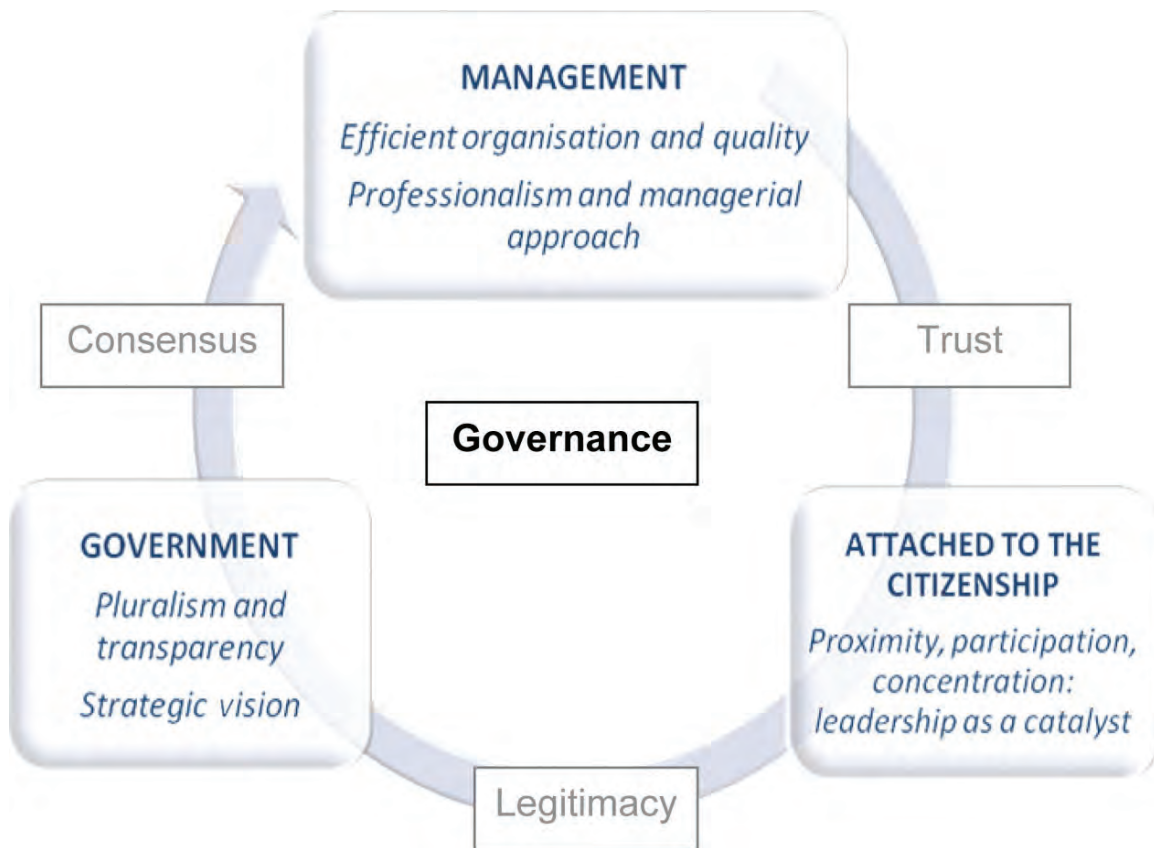 MANAGEMENT
Efficient organisation and quality
Professionalism and managerial
approach
Consensus
Trust
Governance
GOVERNMENT
Pluralism and
transparency
Strategic vision
ATTACHED TO THE
CITIZENSHIP
Proximity, participation,
concentration:
leadership as a catalyst
Legitimacy